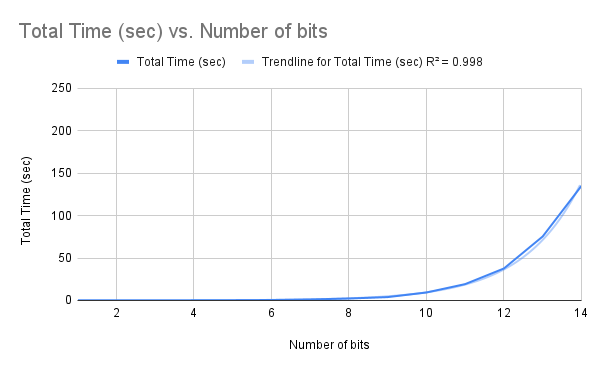 Total Time (sec) vs. Number of bits
Total Time (sec) Trendline for Total Time (sec) R² = 0.998
250
200
150
100
50
0
Total Time (sec)
2 4 6 8 10 12 14
Number of bits